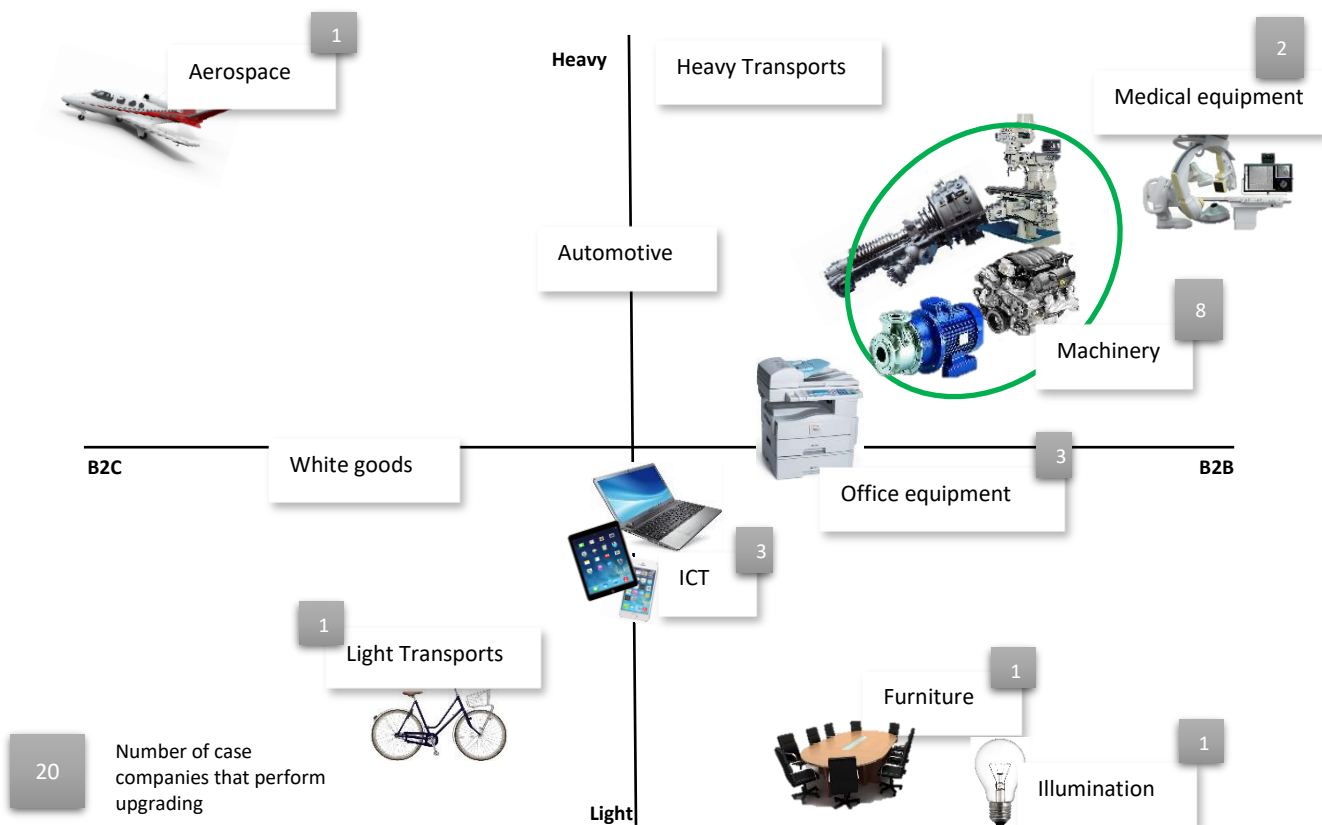 1
Aerospace
Heavy
Heavy Transports
2
Medical equipment
Automotive
8
Machinery
B2C
White goods
B2B
3
Office equipment
3
ICT
1
Light Transports
1
Furniture
1
Illumination
20
Number of case
companies that perform
upgrading
Light